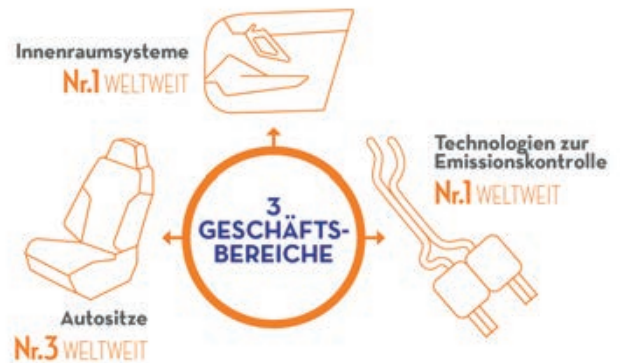 Innenraumsysteme
Nr.1 WELTWEIT
Technologien zur
Emissionskontrolle
Nr.1 WELTWEIT
3
GESCHÄFTS-
BEREICHE
Autositze
Nr.3 WELTWEIT